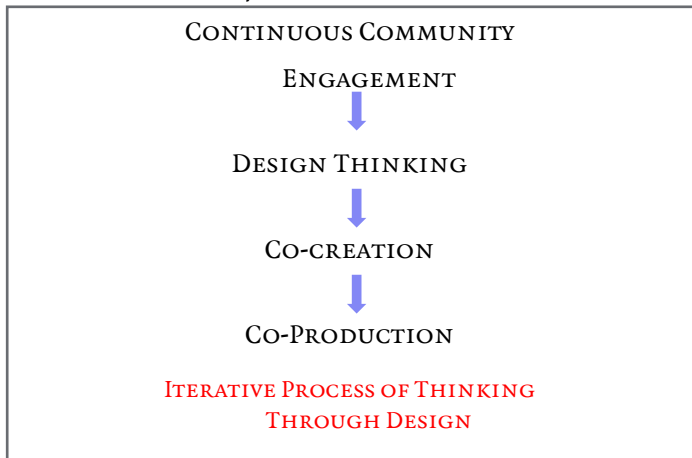 Continuous Community
Engagement
Design Thinking
Co-creation
Co-Production
Iterative Process of Thinking
Through Design